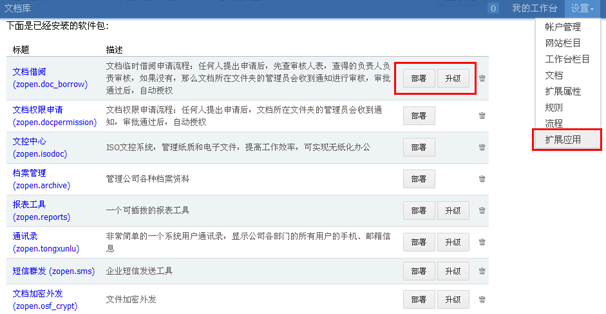 文档库 0 我的工作台 设置
下面是已经安装的软件包:
标题 描述
文档借阅
(zopen.doc_borrow)
文档临时借阅申请流程：任何人提出申请后，先查审核人表，查得的负责人负
责审核，如果没有，那么文档所在文件夹的管理员会收到通知进行审核，审批
通过后，自动授权
部署 升级
文档权限申请
(zopen.docpermission)
文档权限申请流程：任何人提出申请后，文档所在文件夹的管理员会收到通
知，审批通过后，自动授权
部署
文控中心
(zopen.isodoc)
ISO文控系统，管理纸质和电子文件，提高工作效率，可实现无纸化办公
部署
档案管理
(zopen.archive)
管理公司各种档案资料
部署
报表工具
(zopen.reports)
一个可插拨的报表工具
部署 升级
通讯录
(zopen.tongxunlu)
非常简单的一个系统用户通讯录，显示公司各部门的所有用户的手机、邮箱信
息
部署 升级
短信群发 (zopen.sms)
企业短信发送工具
部署 升级
文档加密外发
(zopen.osf_crypt)
文件加密外发
部署 升级
帐户管理
网站栏目
工作台栏目
文档
扩展属性
规则
流程
扩展应用